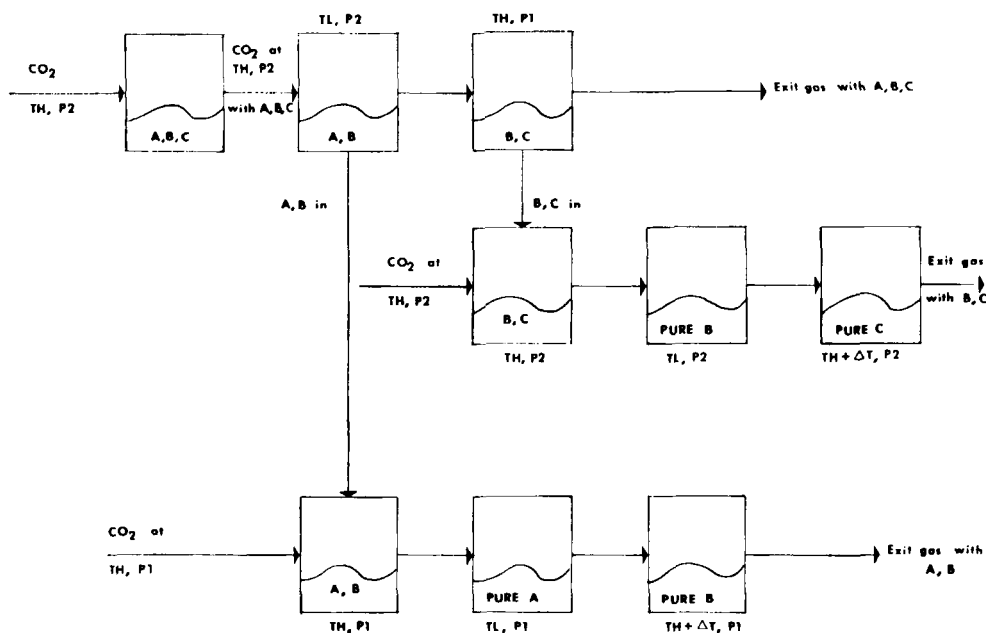 TL, P2
TH, P1
CO2
TH, P2
A,B,C
CO2 at
TH, P2
with A,B,C
A, B
B, C
Exit gas with A,B,C
A,B in
B,C in
CO2 at
TH, P2
B, C
TH, P2
PURE B
TL, P2
PURE C
TH + ΔT, P2
Exit gas
with B,C
CO2 at
TH, P1
A, B
TH, P1
PURE A
TL, P1
PURE B
TH + ΔT, P1
Exit gas with
A, B